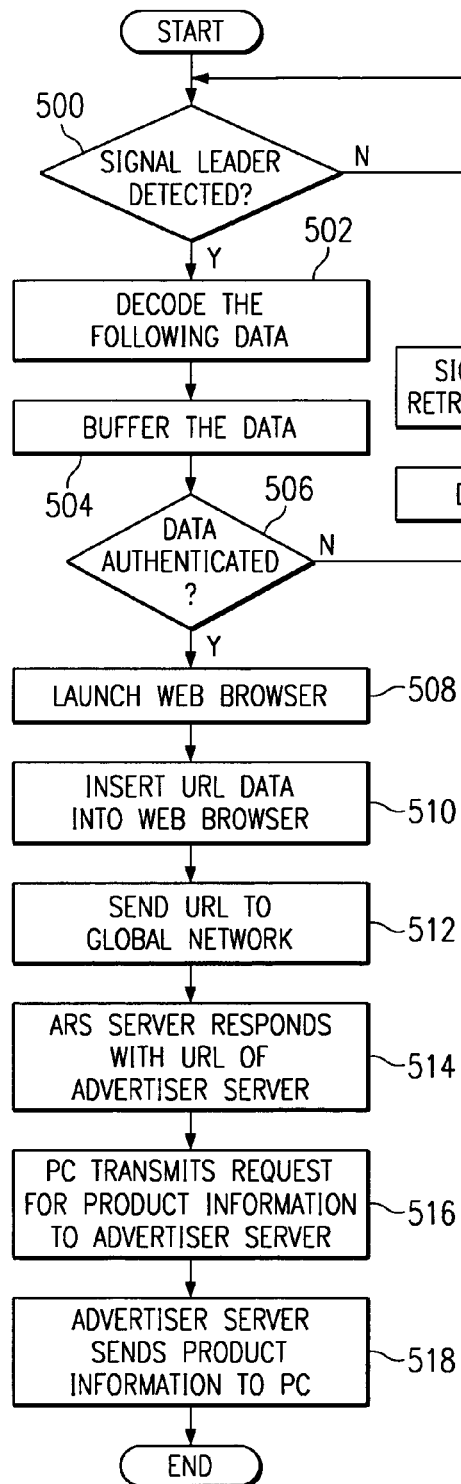 START
500
SIGNAL LEADER
DETECTED?
N
Y
502
DECODE THE
FOLLOWING DATA
BUFFER THE DATA
504
506
DATA
AUTHENTICATED
?
N
Y
LAUNCH WEB BROWSER
508
INSERT URL DATA
INTO WEB BROWSER
510
SEND URL TO
GLOBAL NETWORK
512
ARS SERVER RESPONDS
WITH URL OF
ADVERTISER SERVER
514
PC TRANSMITS REQUEST
FOR PRODUCT INFORMATION
TO ADVERTISER SERVER
516
ADVERTISER SERVER
SENDS PRODUCT
INFORMATION TO PC
518
END